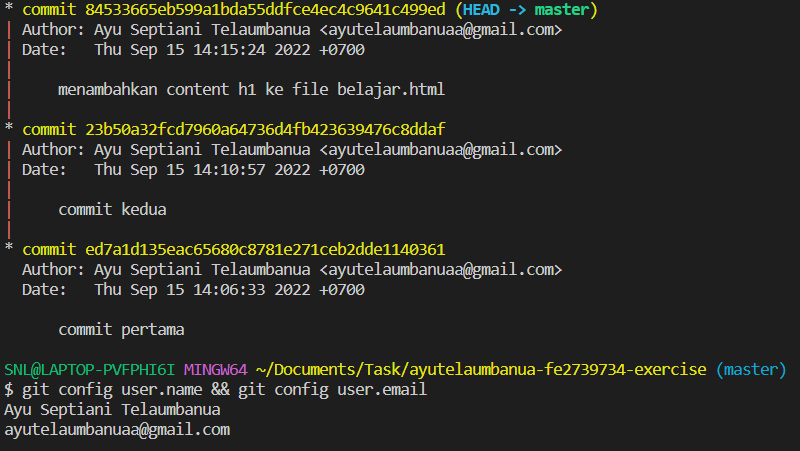 * commit 84533665eb599a1bda55ddfce4ec4c9641c499ed (HEAD -> master)
| Author: Ayu Septiani Telaumbanua <ayutelaumbanuaa@gmail.com>
| Date:   Thu Sep 15 14:15:24 2022 +0700
|
|     menambahkan content h1 ke file belajar.html
|
* commit 23b50a32fcd7960a64736d4fb423639476c8ddaf
| Author: Ayu Septiani Telaumbanua <ayutelaumbanuaa@gmail.com>
| Date:   Thu Sep 15 14:10:57 2022 +0700
|
|     commit kedua
|
* commit ed7a1d135eac65680c8781e271ceb2dde1140361
  Author: Ayu Septiani Telaumbanua <ayutelaumbanuaa@gmail.com>
  Date:   Thu Sep 15 14:06:33 2022 +0700
      commit pertama
SNL@LAPTOP-PVFPHI6I MINGW64 ~/Documents/Task/ayutelaumbanua-fe2739734-exercise (master)
$ git config user.name && git config user.email
Ayu Septiani Telaumbanua
ayutelaumbanuaa@gmail.com